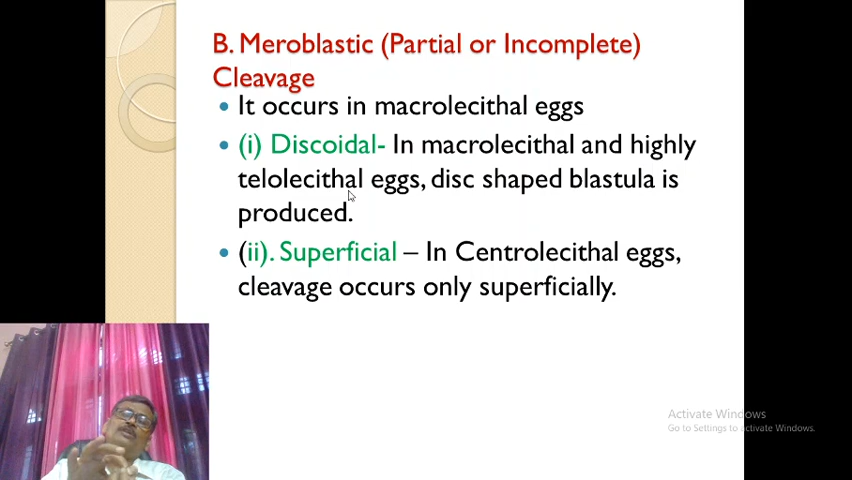 B. Meroblastic (Partial or Incomplete)
Cleavage
• It occurs in macrolecithal eggs
• (i) Discoidal- In macrolecithal and highly
telolecithal eggs, disc shaped blastula is
produced.
• (ii). Superficial – In Centrolecithal eggs,
cleavage occurs only superficially.
Activate Windows
Go to Settings to activate Windows.